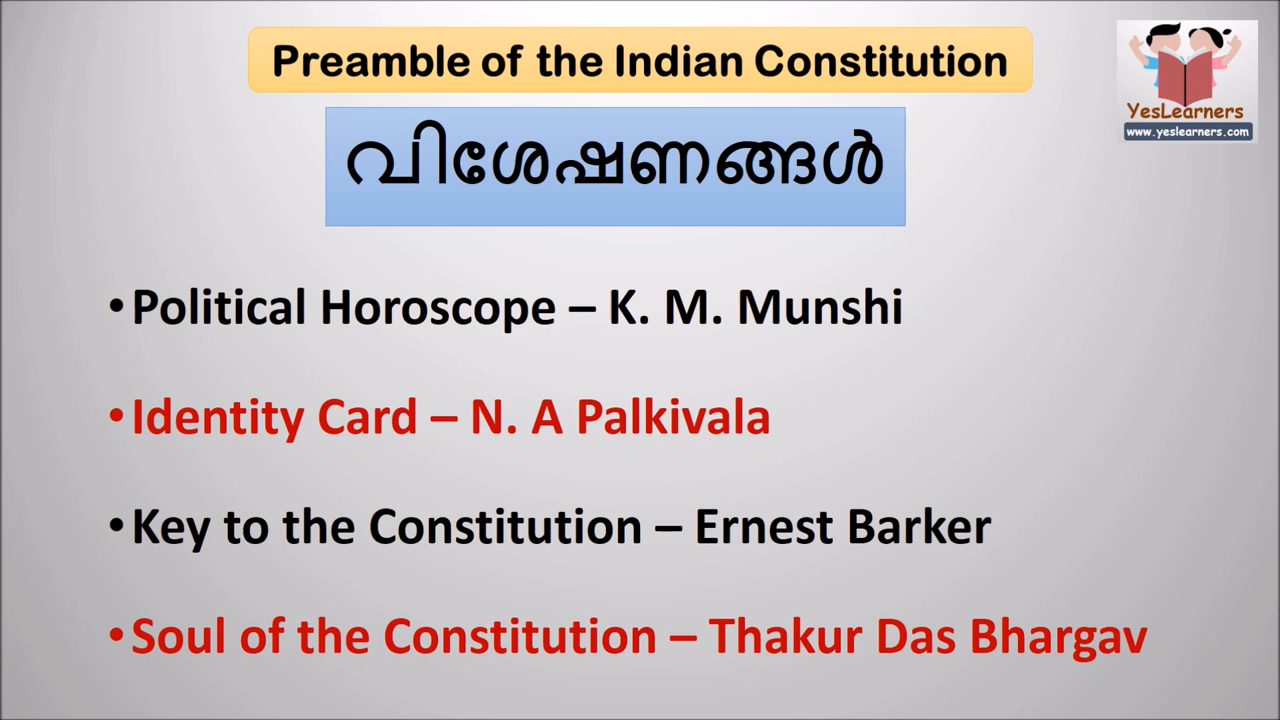 Preamble of the Indian Constitution
YesLearners
www.yeslearners.com
വിശേഷണങ്ങൾ
•Political Horoscope – K. M. Munshi
•Identity Card – N. A Palkivala
•Key to the Constitution – Ernest Barker
•Soul of the Constitution – Thakur Das Bhargav